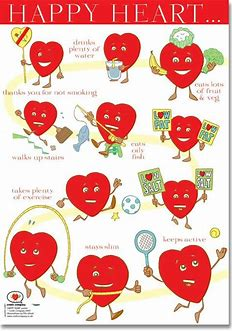 HAPPY HEART...
drinks
plenty of
water
eats lots
of fruit
& veg
thanks you for not smoking
walks up stairs
eats
oily
fish
LOW
FAT
LOW
FAT
takes plenty
of exercise
LOW
SALT
LOW
SALT
stays slim
keeps active